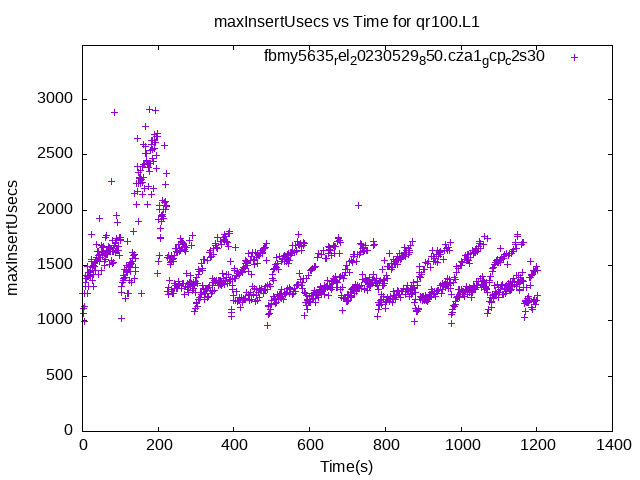 maxInsertUsecs vs Time for qr100.L1
fbmy5635rel20230529850.cza1gcpc2s30
3000
2500
2000
1500
1000
500
0
maxInsertUsecs
0 200 400 600 800 1000 1200 1400
Time(s)